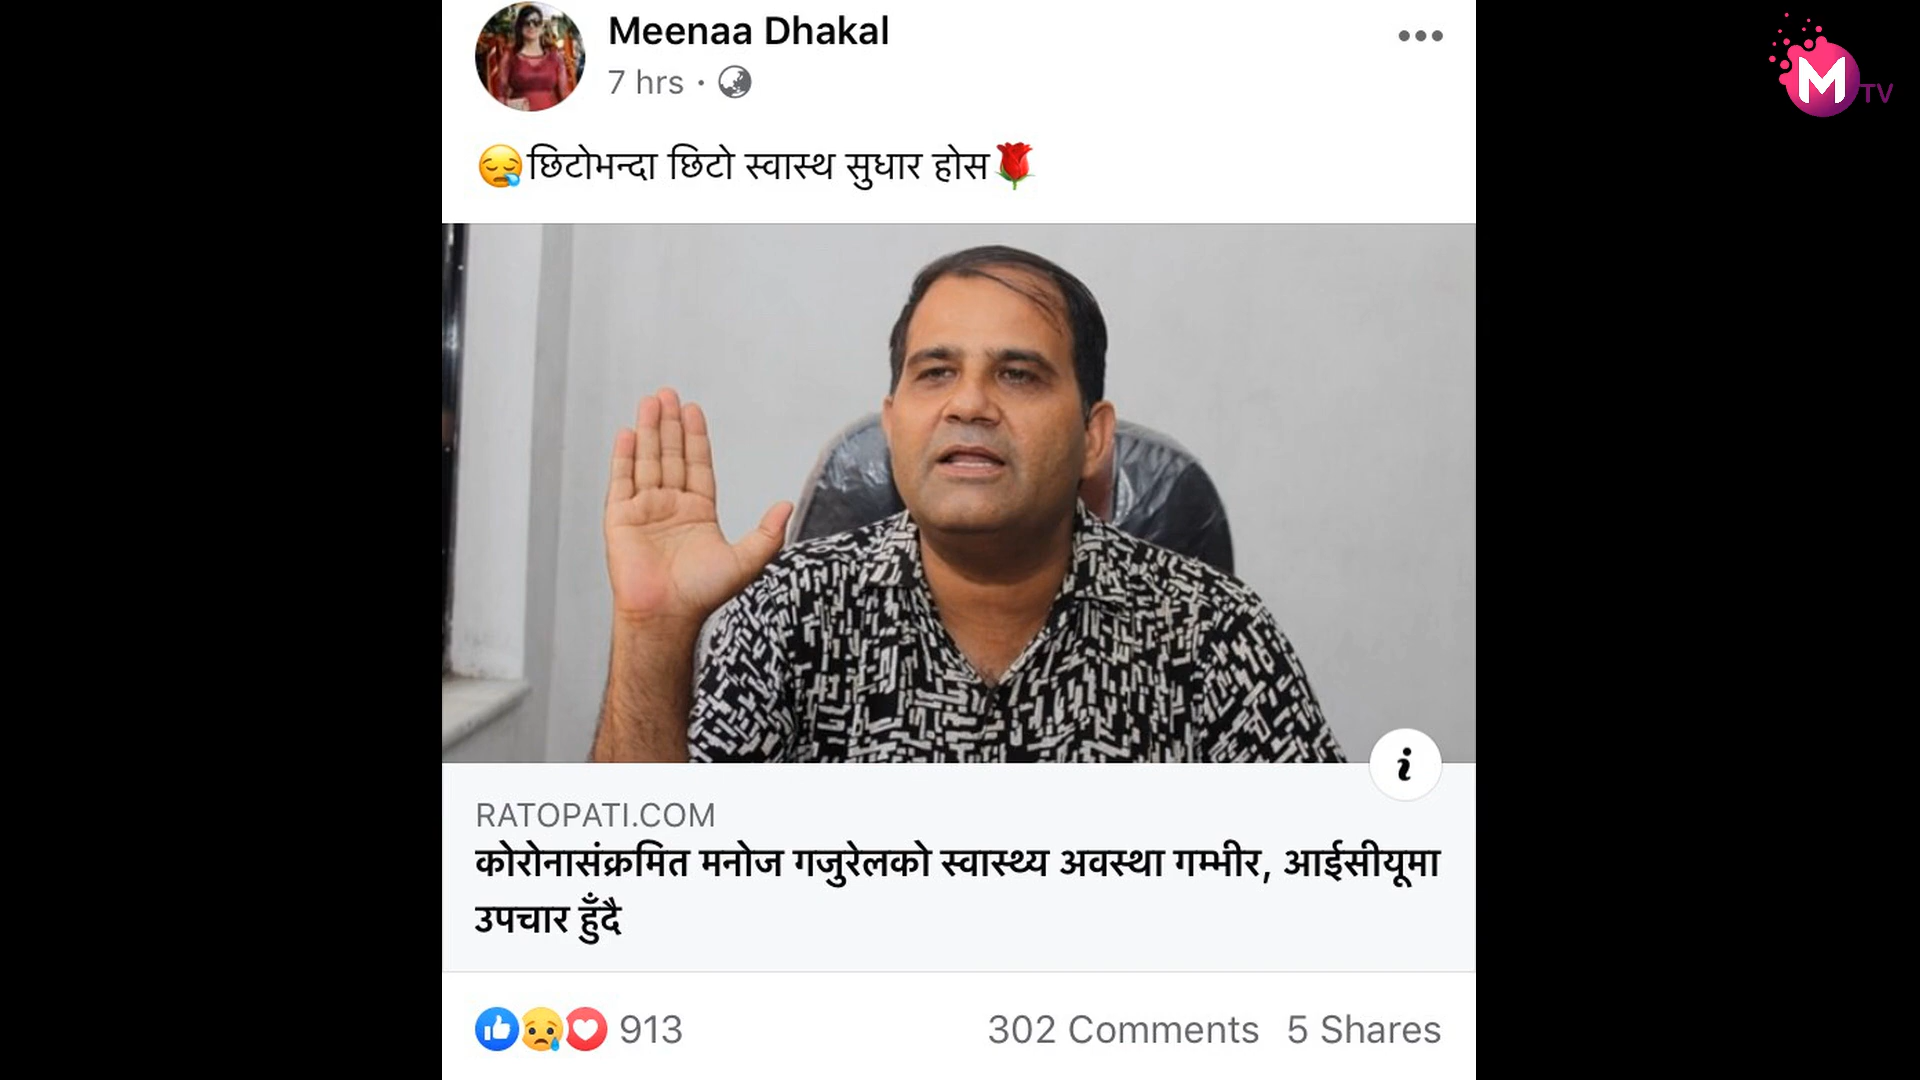 Meenaa Dhakal
7 hrs ·
छिटोभन्दा छिटो स्वास्थ सुधार होस
RATOPATI.COM
कोरोनासंक्रमित मनोज गजुरेलको स्वास्थ्य अवस्था गम्भीर, आईसीयूमा
उपचार हुँदै
913 302 Comments 5 Shares
M TV